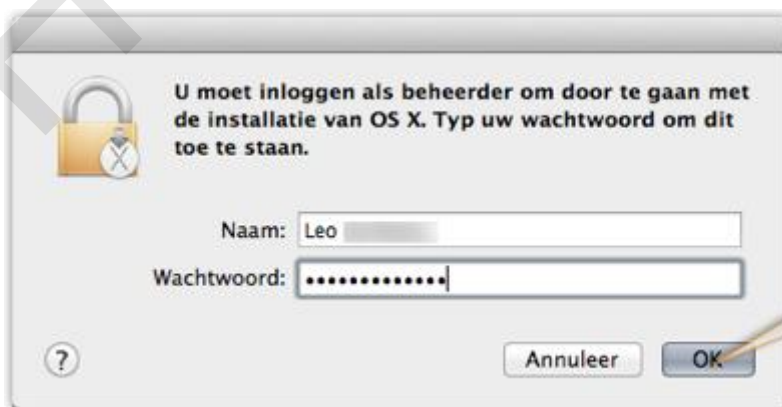 U moet inloggen als beheerder om door te gaan met
de installatie van OS X. Typ uw wachtwoord om dit
toe te staan.
Naam: Leo
Wachtwoord: •••••••••••••
?
Annuleer OK